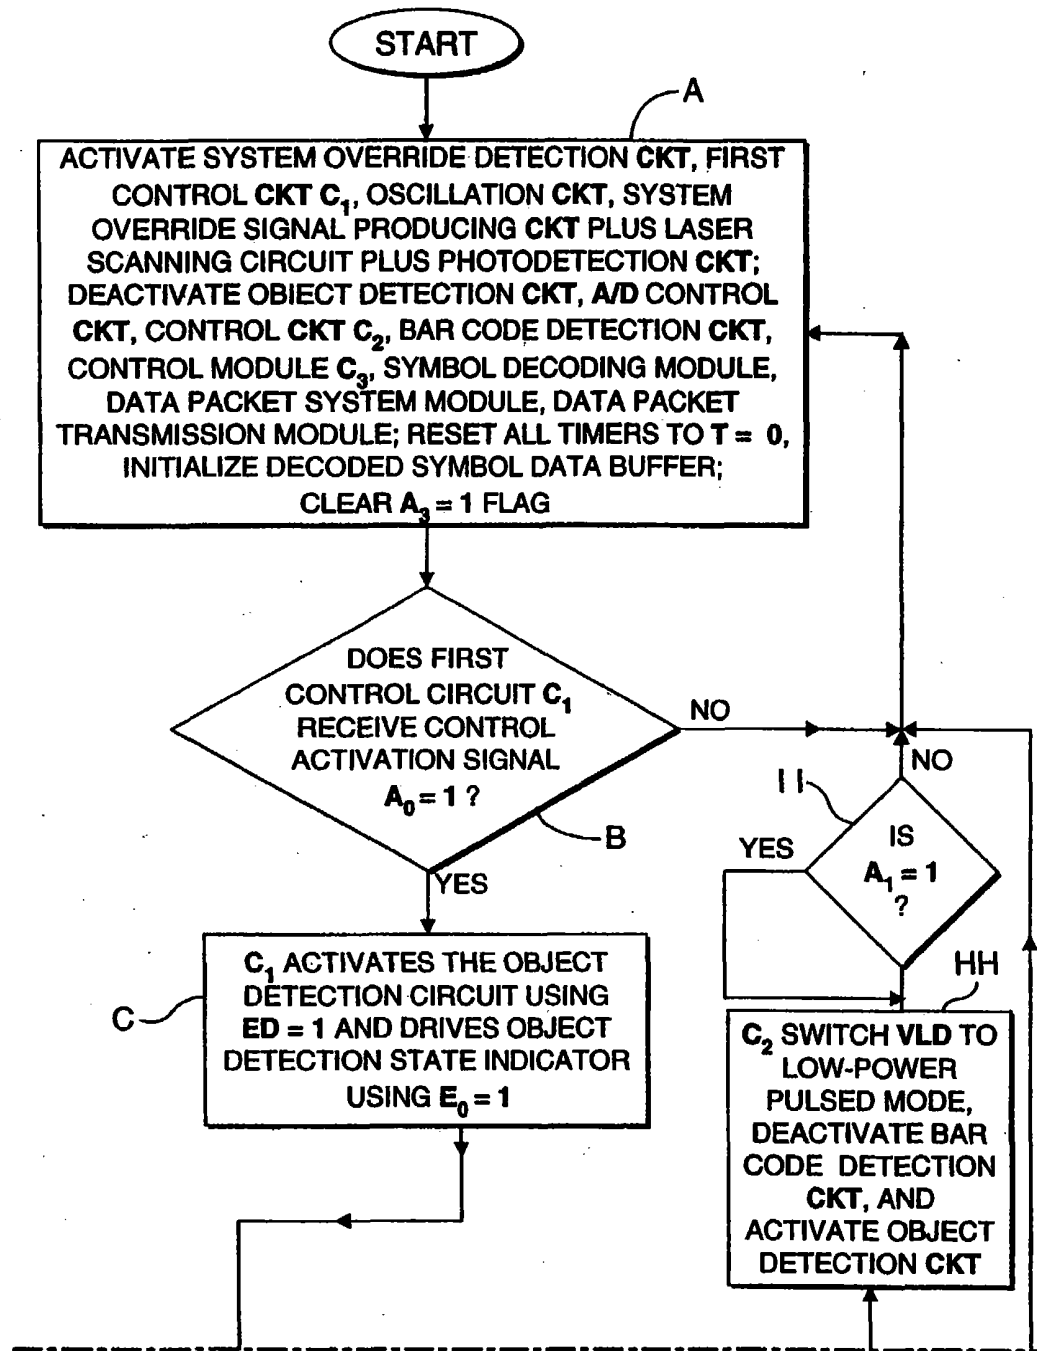 START
A
ACTIVATE SYSTEM OVERRIDE DETECTION CKT, FIRST
CONTROL CKT C1, OSCILLATION CKT, SYSTEM
OVERRIDE SIGNAL PRODUCING CKT PLUS LASER
SCANNING CIRCUIT PLUS PHOTODETECTION CKT;
DEACTIVATE OBIECT DETECTION CKT, A/D CONTROL
CKT, CONTROL CKT C2, BAR CODE DETECTION CKT,
CONTROL MODULE C3, SYMBOL DECODING MODULE,
DATA PACKET SYSTEM MODULE, DATA PACKET
TRANSMISSION MODULE; RESET ALL TIMERS TO T = 0,
INITIALIZE DECODED SYMBOL DATA BUFFER;
CLEAR A3 = 1 FLAG
DOES FIRST
CONTROL CIRCUIT C1
RECEIVE CONTROL
ACTIVATION SIGNAL
A0 = 1 ?
NO
B
YES
NO
II
YES
IS
A1 = 1
?
HH
C
C1 ACTIVATES THE OBJECT
DETECTION CIRCUIT USING
ED = 1 AND DRIVES OBJECT
DETECTION STATE INDICATOR
USING E0 = 1
C2 SWITCH VLD TO
LOW-POWER
PULSED MODE,
DEACTIVATE BAR
CODE DETECTION
CKT, AND
ACTIVATE OBJECT
DETECTION CKT